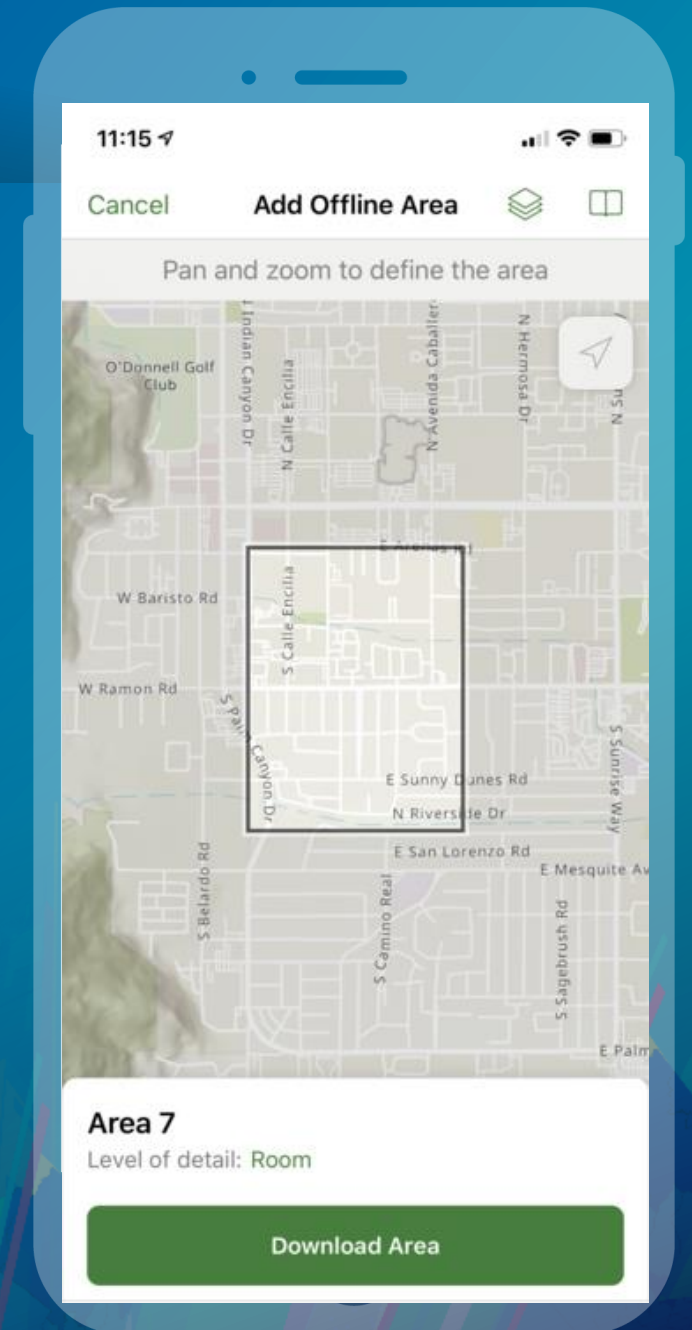 11:15
Cancel
Add Offline Area
Pan and zoom to define the area
Indian Canyon Dr
N Calle Encilia
N Avenida Caballer
N Hermosa Dr
O'Donnell Golf
Club
E Arenas Rd
W Baristo Rd
S Calle Encilia
W Ramon Rd
S Palm Canyon Dr
E Sunny Dunes Rd
N Riverside Dr
S Sunrise Way
E San Lorenzo Rd
E Mesquite Av
S Belardo Rd
S Camino Real
S Sagebrush Rd
E Palm
Area 7
Level of detail: Room
Download Area